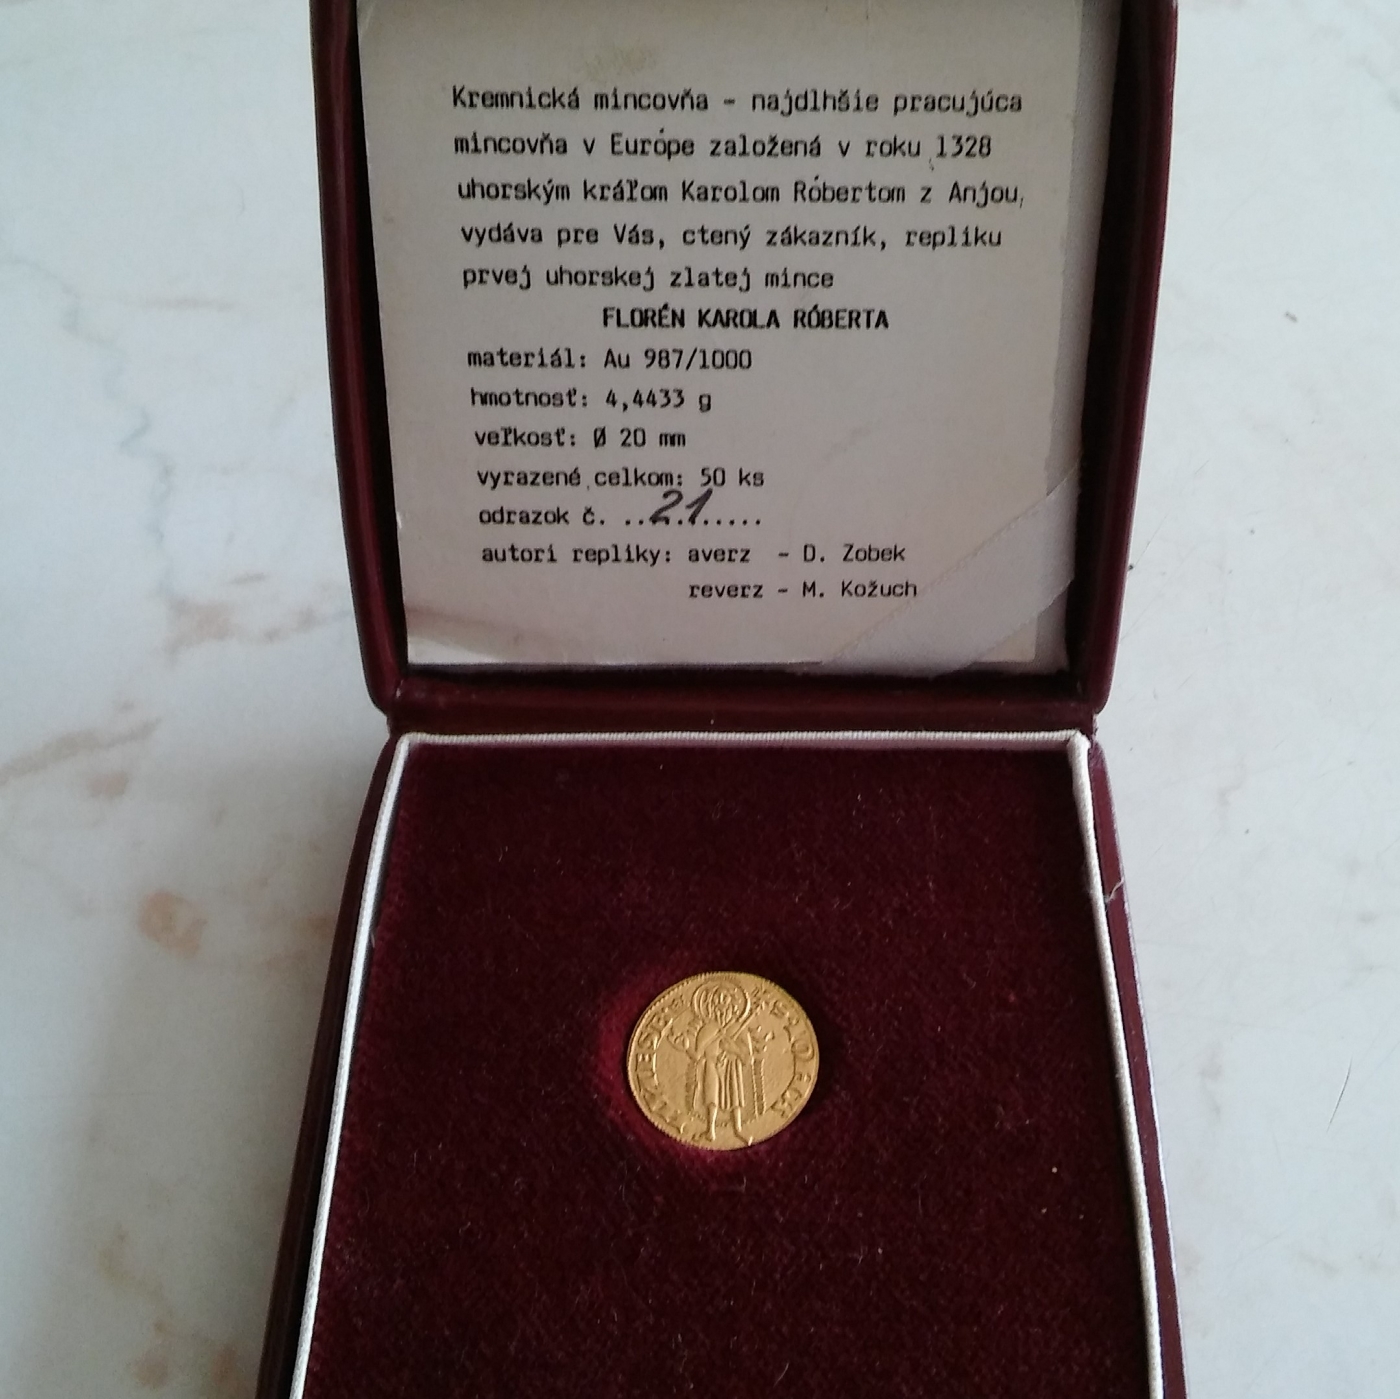 Kremnická mincovňa - najdlhšie pracujúca
mincovňa v Európe založená v roku 1328
uhorským kráľom Karolom Róbertom z Anjou,
vydáva pre Vás, ctený zákazník, repliku
prvej uhorskej zlatej mince
FLORÉN KAROLA RÓBERTA
materiál: Au 987/1000
hmotnosť: 4,4433 g
veľkosť: Ø 20 mm
vyrazené celkom: 50 ks
odrazok č. ..21.....
autori repliky: averz - D. Zobek
reverz - M. Kožuch